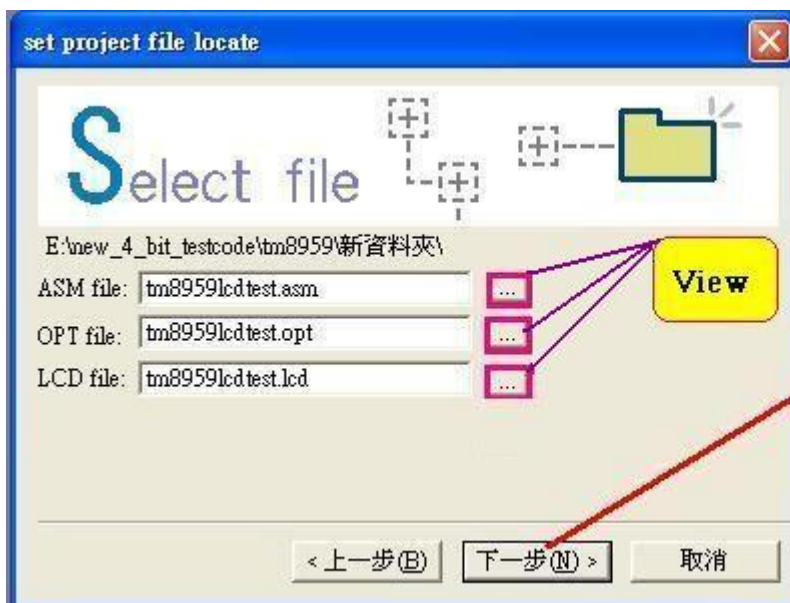 set project file locate
Select file
E:\new_4_bit_testcode\tm8959\新資料夾\
ASM file: tm8959lcdtest.asm ...
View
OPT file: tm8959lcdtest.opt ...
LCD file: tm8959lcdtest.lcd ...
<上一步(B) 下一步(N)> 取消